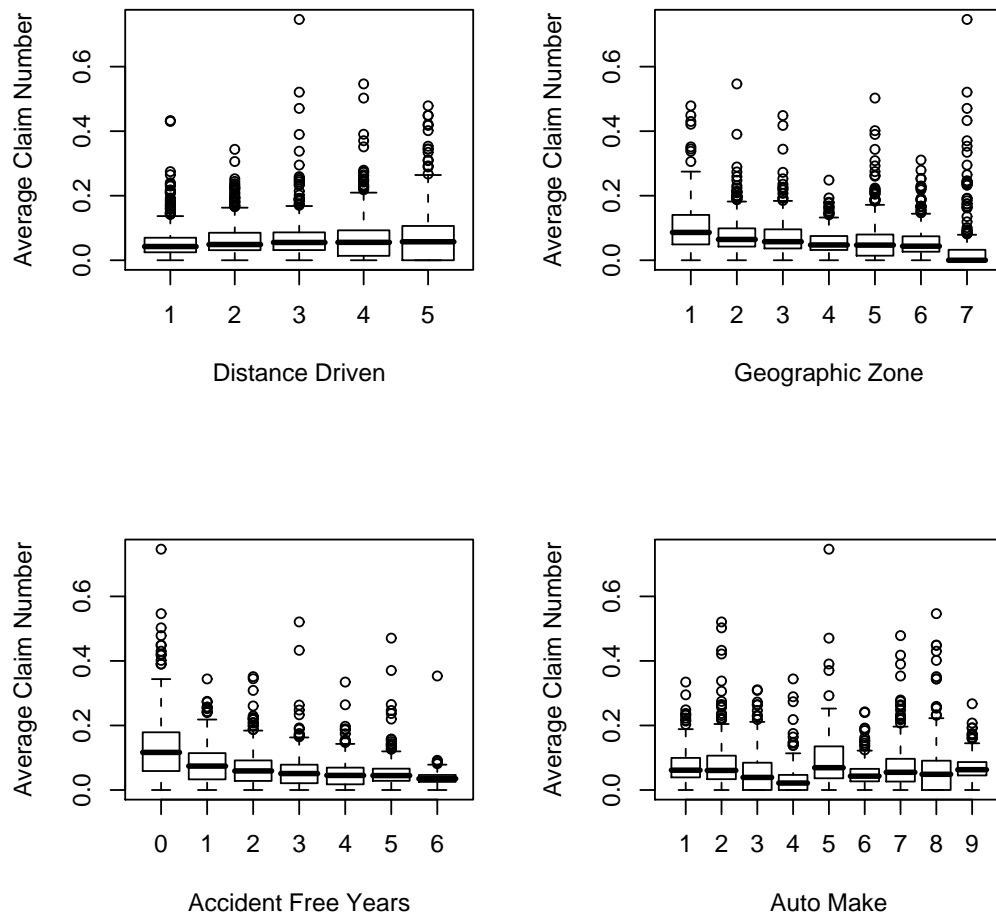 Average Claim Number
0.0 0.2 0.4 0.6
1 2 3 4 5
Distance Driven
Average Claim Number
0.0 0.2 0.4 0.6
1 2 3 4 5 6 7
Geographic Zone
Average Claim Number
0.0 0.2 0.4 0.6
0 1 2 3 4 5 6
Accident Free Years
Average Claim Number
0.0 0.2 0.4 0.6
1 2 3 4 5 6 7 8 9
Auto Make